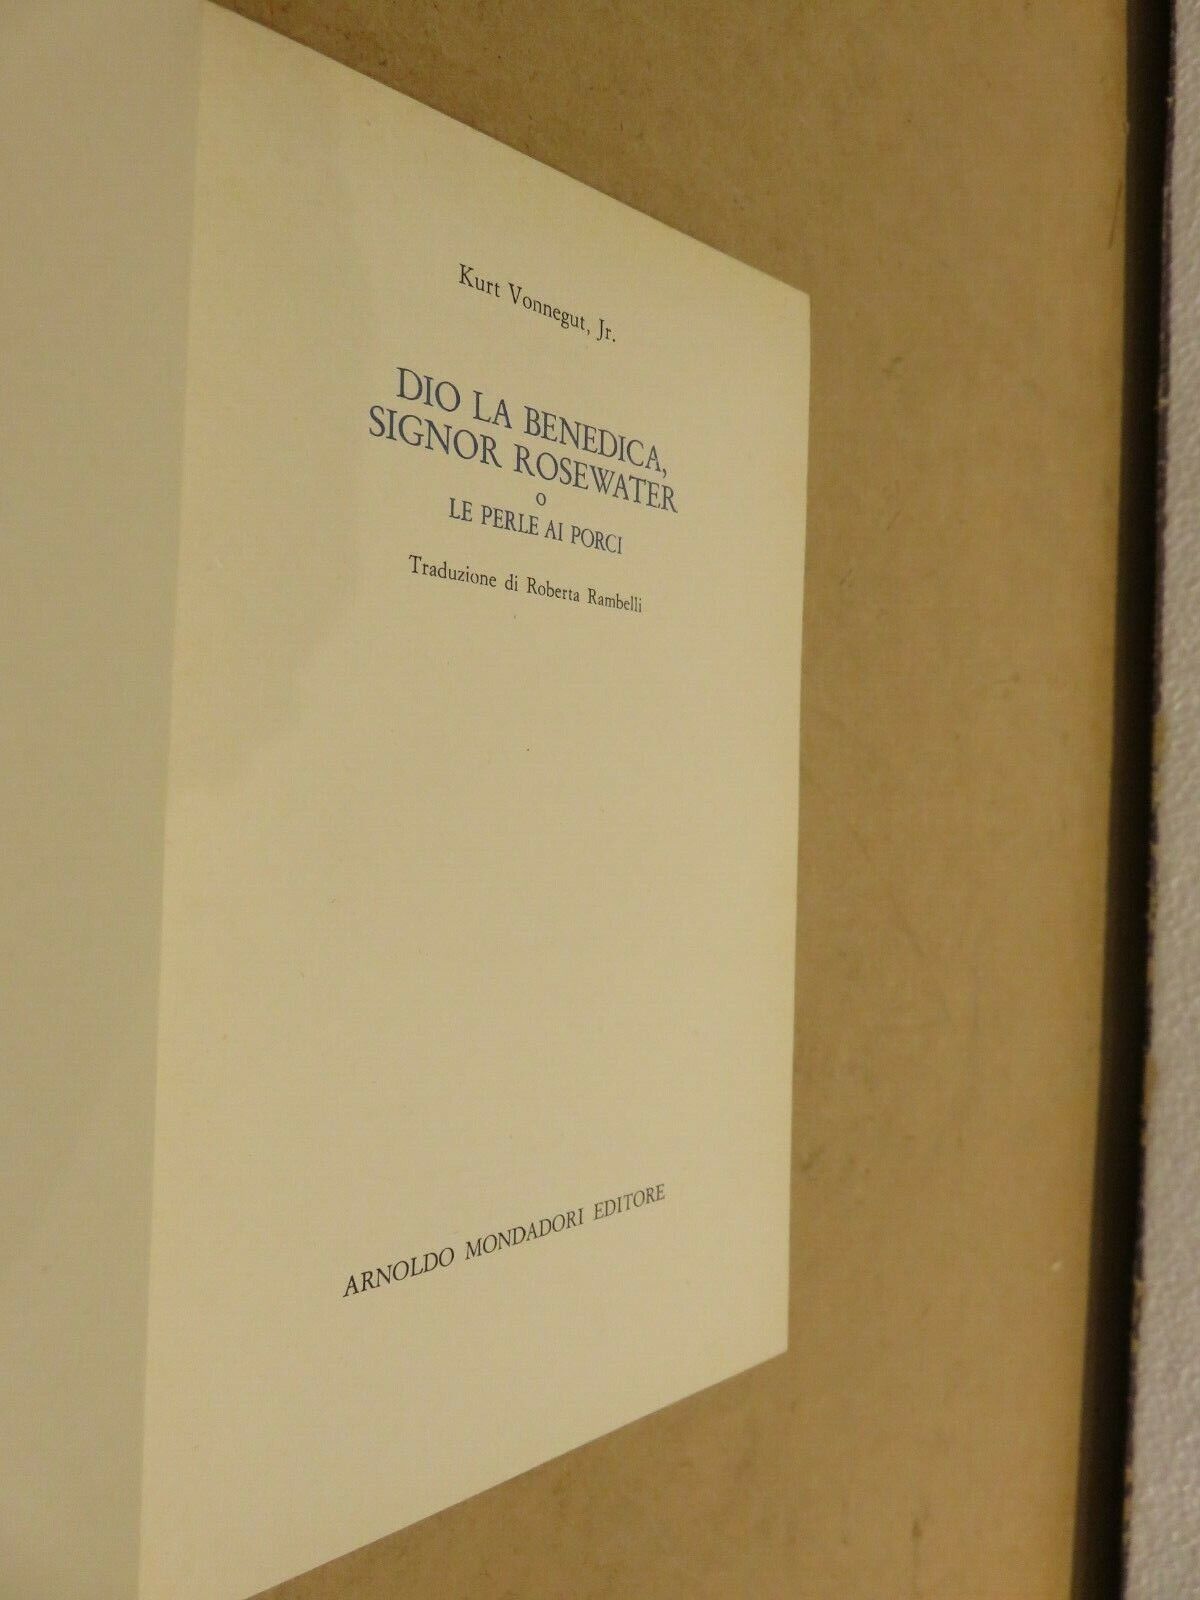 Kurt Vonnegut, Jr.
DIO LA BENEDICA,
SIGNOR ROSEWATER
o
LE PERLE AI PORCI
Traduzione di Roberta Rambelli
ARNOLDO MONDADORI EDITORE